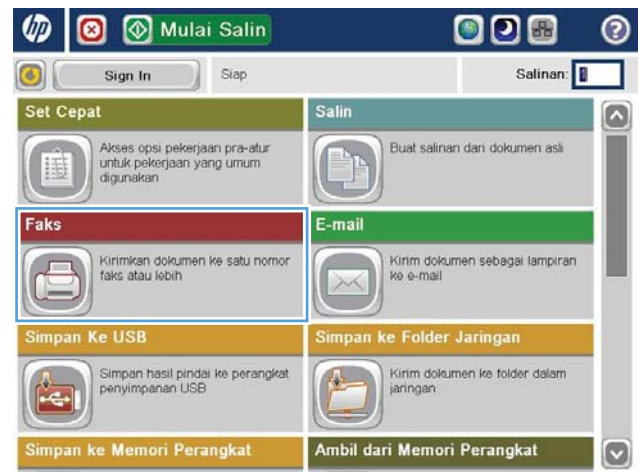 hp
Mulai Salin
?
Sign In
Siap
Salinan: 1
Set Cepat
Akses opsi pekerjaan pra-atur
untuk pekerjaan yang umum
digunakan
Salin
Buat salinan dari dokumen asli
Faks
Kirimkan dokumen ke satu nomor
faks atau lebih
E-mail
Kirim dokumen sebagai lampiran
ke e-mail
Simpan Ke USB
Simpan hasil pindai ke perangkat
penyimpanan USB
Simpan ke Folder Jaringan
Kirim dokumen ke folder dalam
jaringan
Simpan ke Memori Perangkat
Ambil dari Memori Perangkat